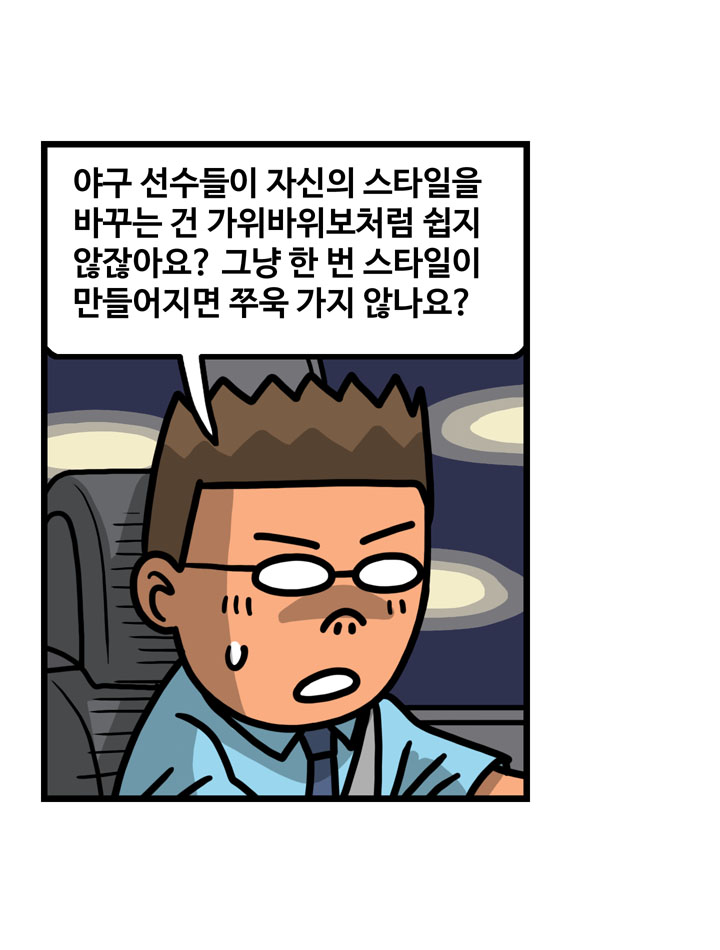 야구 선수들이 자신의 스타일을
바꾸는 건 가위바위보처럼 쉽지
않잖아요? 그냥 한 번 스타일이
만들어지면 쭈욱 가지 않나요?